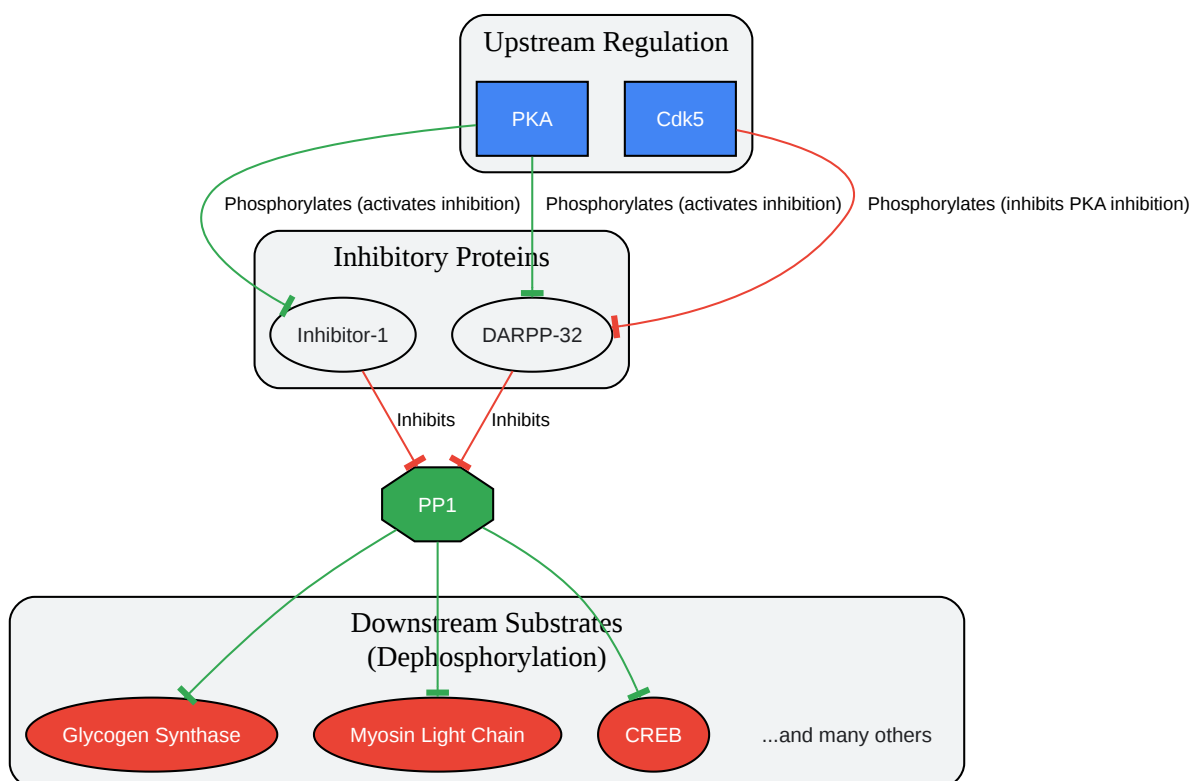 Upstream Regulation
PKA
Cdk5
Phosphorylates (activates inhibition)
Phosphorylates (activates inhibition)
Phosphorylates (inhibits PKA inhibition)
Inhibitory Proteins
Inhibitor-1
DARPP-32
Inhibits
Inhibits
PP1
Downstream Substrates
(Dephosphorylation)
Glycogen Synthase
Myosin Light Chain
CREB
...and many others